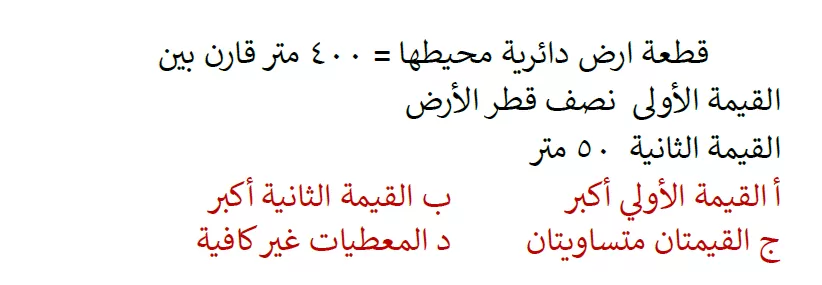 قطعة ارض دائرية محيطها = ٤٠٠ متر قارن بين
القيمة الأولى نصف قطر الأرض
القيمة الثانية ٥٠ متر
أ القيمة الأولي أكبر ب القيمة الثانية أكبر
ج القيمتان متساويتان د المعطيات غير كافية